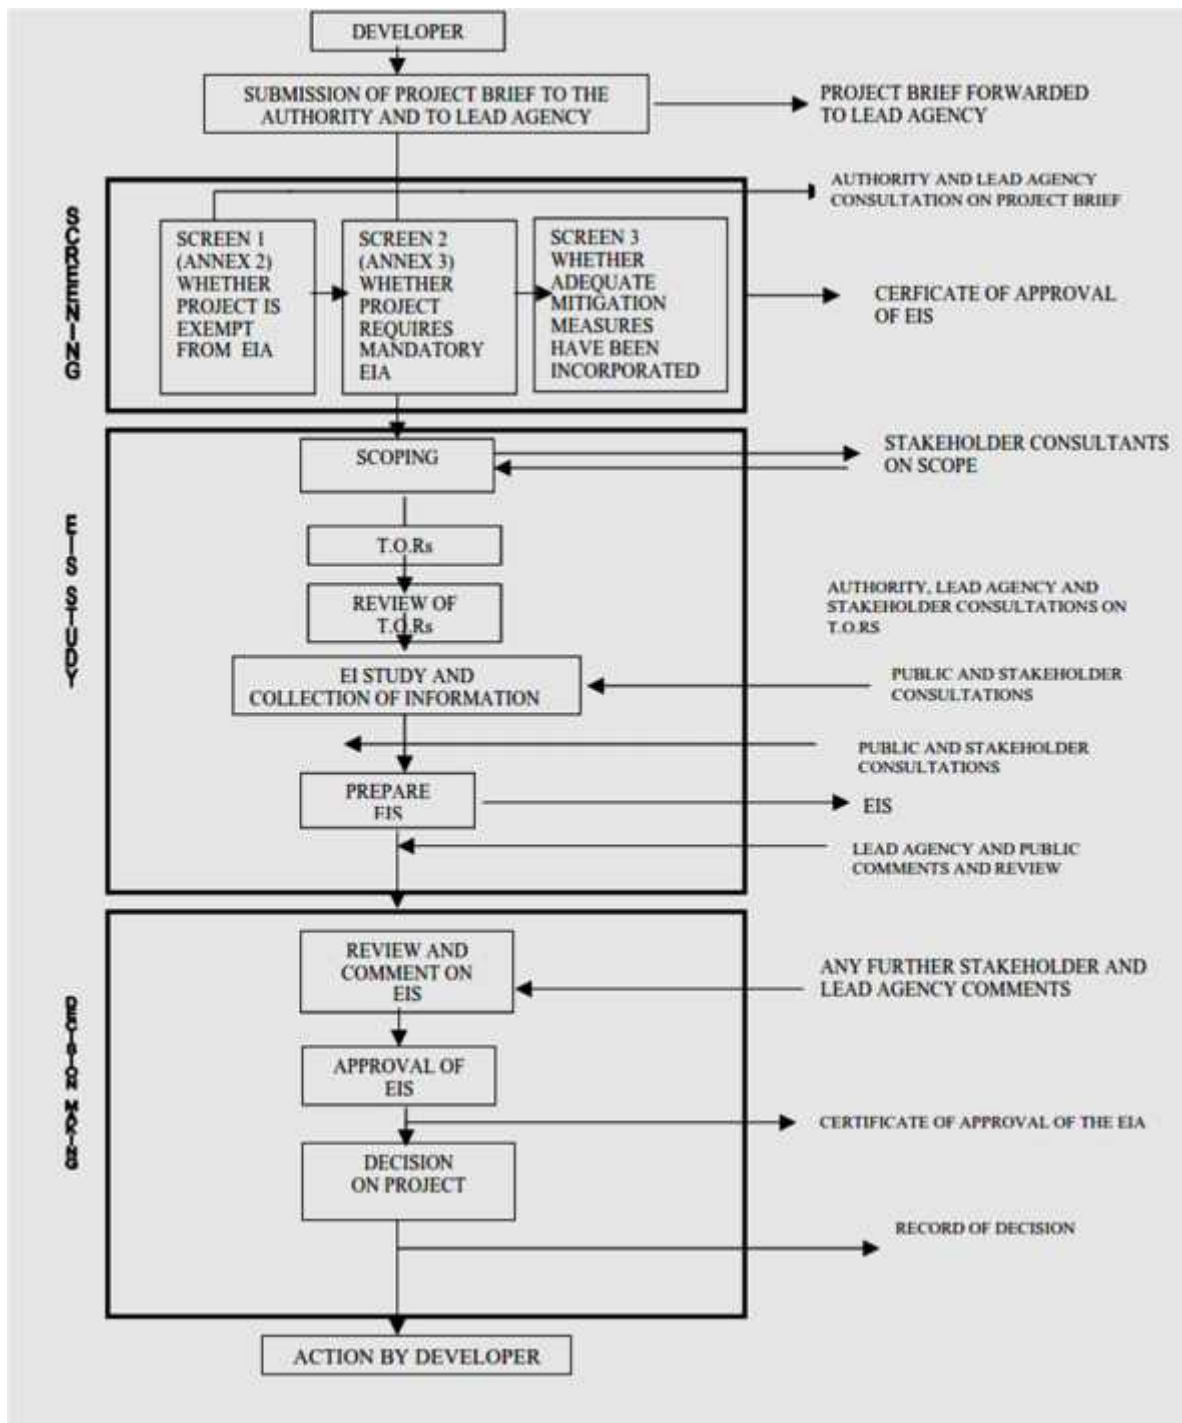 DEVELOPER
SUBMISSION OF PROJECT BRIEF TO THE
AUTHORITY AND TO LEAD AGENCY
PROJECT BRIEF FORWARDED
TO LEAD AGENCY
SCREENING
AUTHORITY AND LEAD AGENCY
CONSULTATION ON PROJECT BRIEF
SCREEN 1
(ANNEX 2)
WHETHER
PROJECT IS
EXEMPT
FROM EIA
SCREEN 2
(ANNEX 3)
WHETHER
PROJECT
REQUIRES
MANDATORY
EIA
SCREEN 3
WHETHER
ADEQUATE
MITIGATION
MEASURES
HAVE BEEN
INCORPORATED
CERFICATE OF APPROVAL
OF EIS
EIS STUDY
SCOPING
STAKEHOLDER CONSULTANTS
ON SCOPE
T.O.Rs
REVIEW OF
T.O.Rs
AUTHORITY, LEAD AGENCY AND
STAKEHOLDER CONSULTATIONS ON
T.O.RS
EI STUDY AND
COLLECTION OF INFORMATION
PUBLIC AND STAKEHOLDER
CONSULTATIONS
PUBLIC AND STAKEHOLDER
CONSULTATIONS
PREPARE
EIS
EIS
LEAD AGENCY AND PUBLIC
COMMENTS AND REVIEW
DECISION MAKING
REVIEW AND
COMMENT ON
EIS
ANY FURTHER STAKEHOLDER AND
LEAD AGENCY COMMENTS
APPROVAL OF
EIS
CERTIFICATE OF APPROVAL OF THE EIA
DECISION
ON PROJECT
RECORD OF DECISION
ACTION BY DEVELOPER